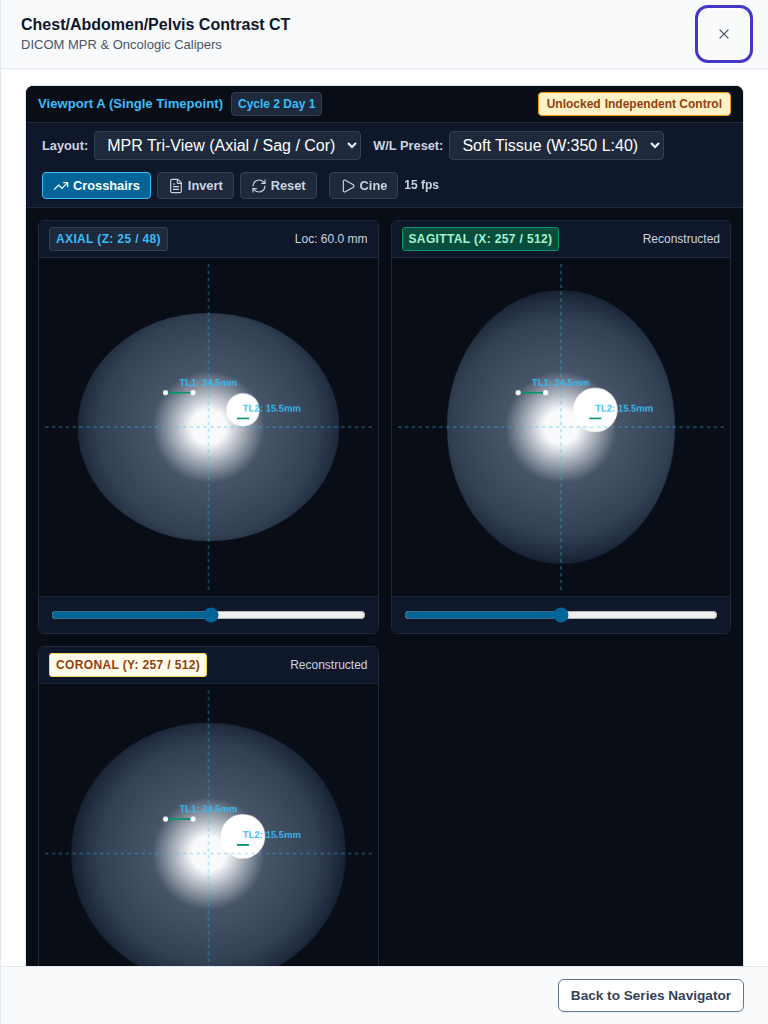 Chest/Abdomen/Pelvis Contrast CT
DICOM MPR & Oncologic Calipers
Viewport A (Single Timepoint) Cycle 2 Day 1 Unlocked Independent Control
Layout: MPR Tri-View (Axial / Sag / Cor) W/L Preset: Soft Tissue (W:350 L:40)
Crosshairs Invert Reset Cine 15 fps
AXIAL (Z: 25 / 48) Loc: 60.0 mm
SAGITTAL (X: 257 / 512) Reconstructed
TL1: 24.5mm
TL2: 15.5mm
TL1: 24.5mm
TL2: 15.5mm
CORONAL (Y: 257 / 512) Reconstructed
TL1: 24.5mm
TL2: 15.5mm
Back to Series Navigator